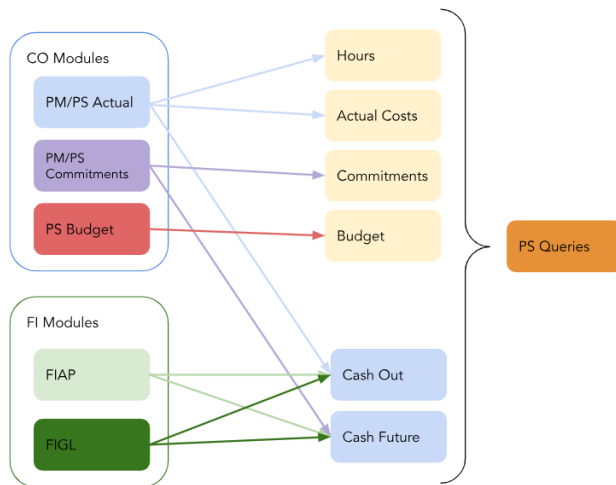 CO Modules
PM/PS Actual
PM/PS
Commitments
PS Budget
FI Modules
FIAP
FIGL
Hours
Actual Costs
Commitments
Budget
Cash Out
Cash Future
PS Queries